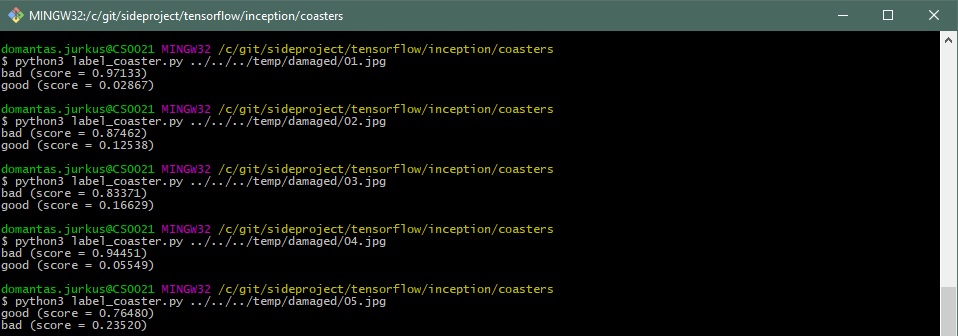 MINGW32:/c/git/sideproject/tensorflow/inception/coasters
domantas.jurkus@CS0021 MINGW32 /c/git/sideproject/tensorflow/inception/coasters
$ python3 label_coaster.py ../../../temp/damaged/01.jpg
bad (score = 0.97133)
good (score = 0.02867)
domantas.jurkus@CS0021 MINGW32 /c/git/sideproject/tensorflow/inception/coasters
$ python3 label_coaster.py ../../../temp/damaged/02.jpg
bad (score = 0.87462)
good (score = 0.12538)
domantas.jurkus@CS0021 MINGW32 /c/git/sideproject/tensorflow/inception/coasters
$ python3 label_coaster.py ../../../temp/damaged/03.jpg
bad (score = 0.83371)
good (score = 0.16629)
domantas.jurkus@CS0021 MINGW32 /c/git/sideproject/tensorflow/inception/coasters
$ python3 label_coaster.py ../../../temp/damaged/04.jpg
bad (score = 0.94451)
good (score = 0.05549)
domantas.jurkus@CS0021 MINGW32 /c/git/sideproject/tensorflow/inception/coasters
$ python3 label_coaster.py ../../../temp/damaged/05.jpg
good (score = 0.76480)
bad (score = 0.23520)